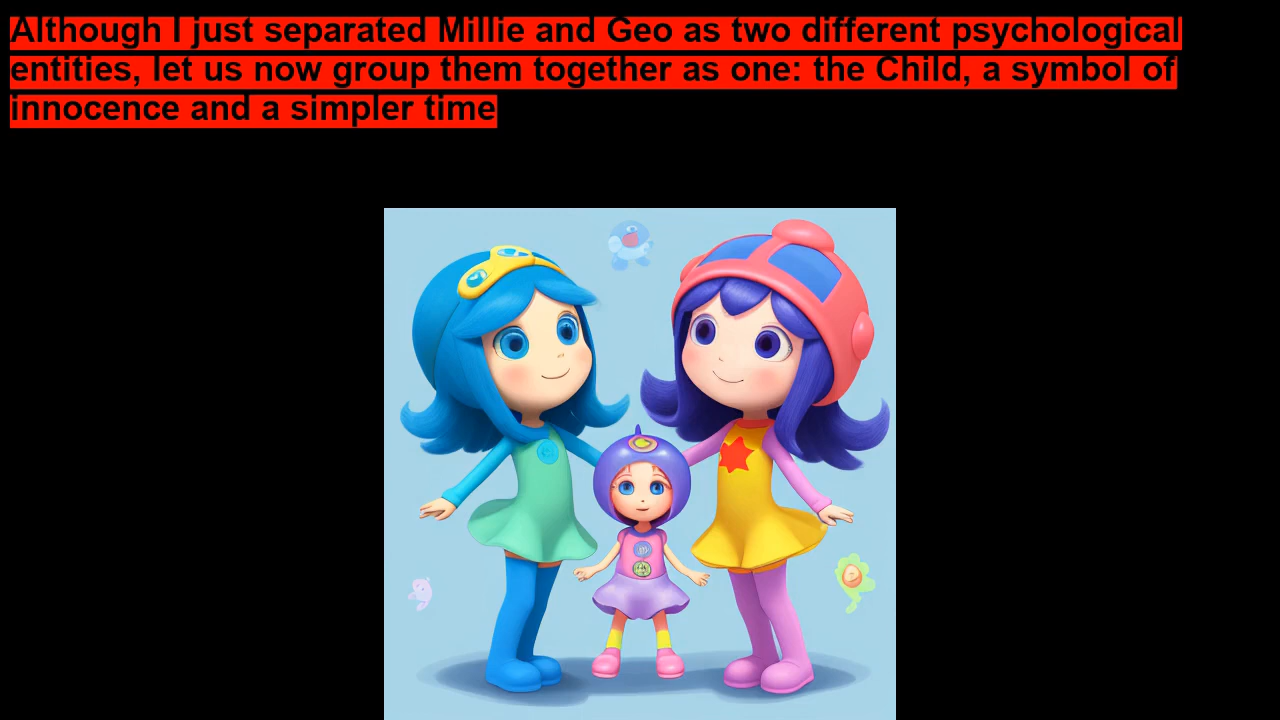 Although I just separated Millie and Geo as two different psychological
entities, let us now group them together as one: the Child, a symbol of
innocence and a simpler time